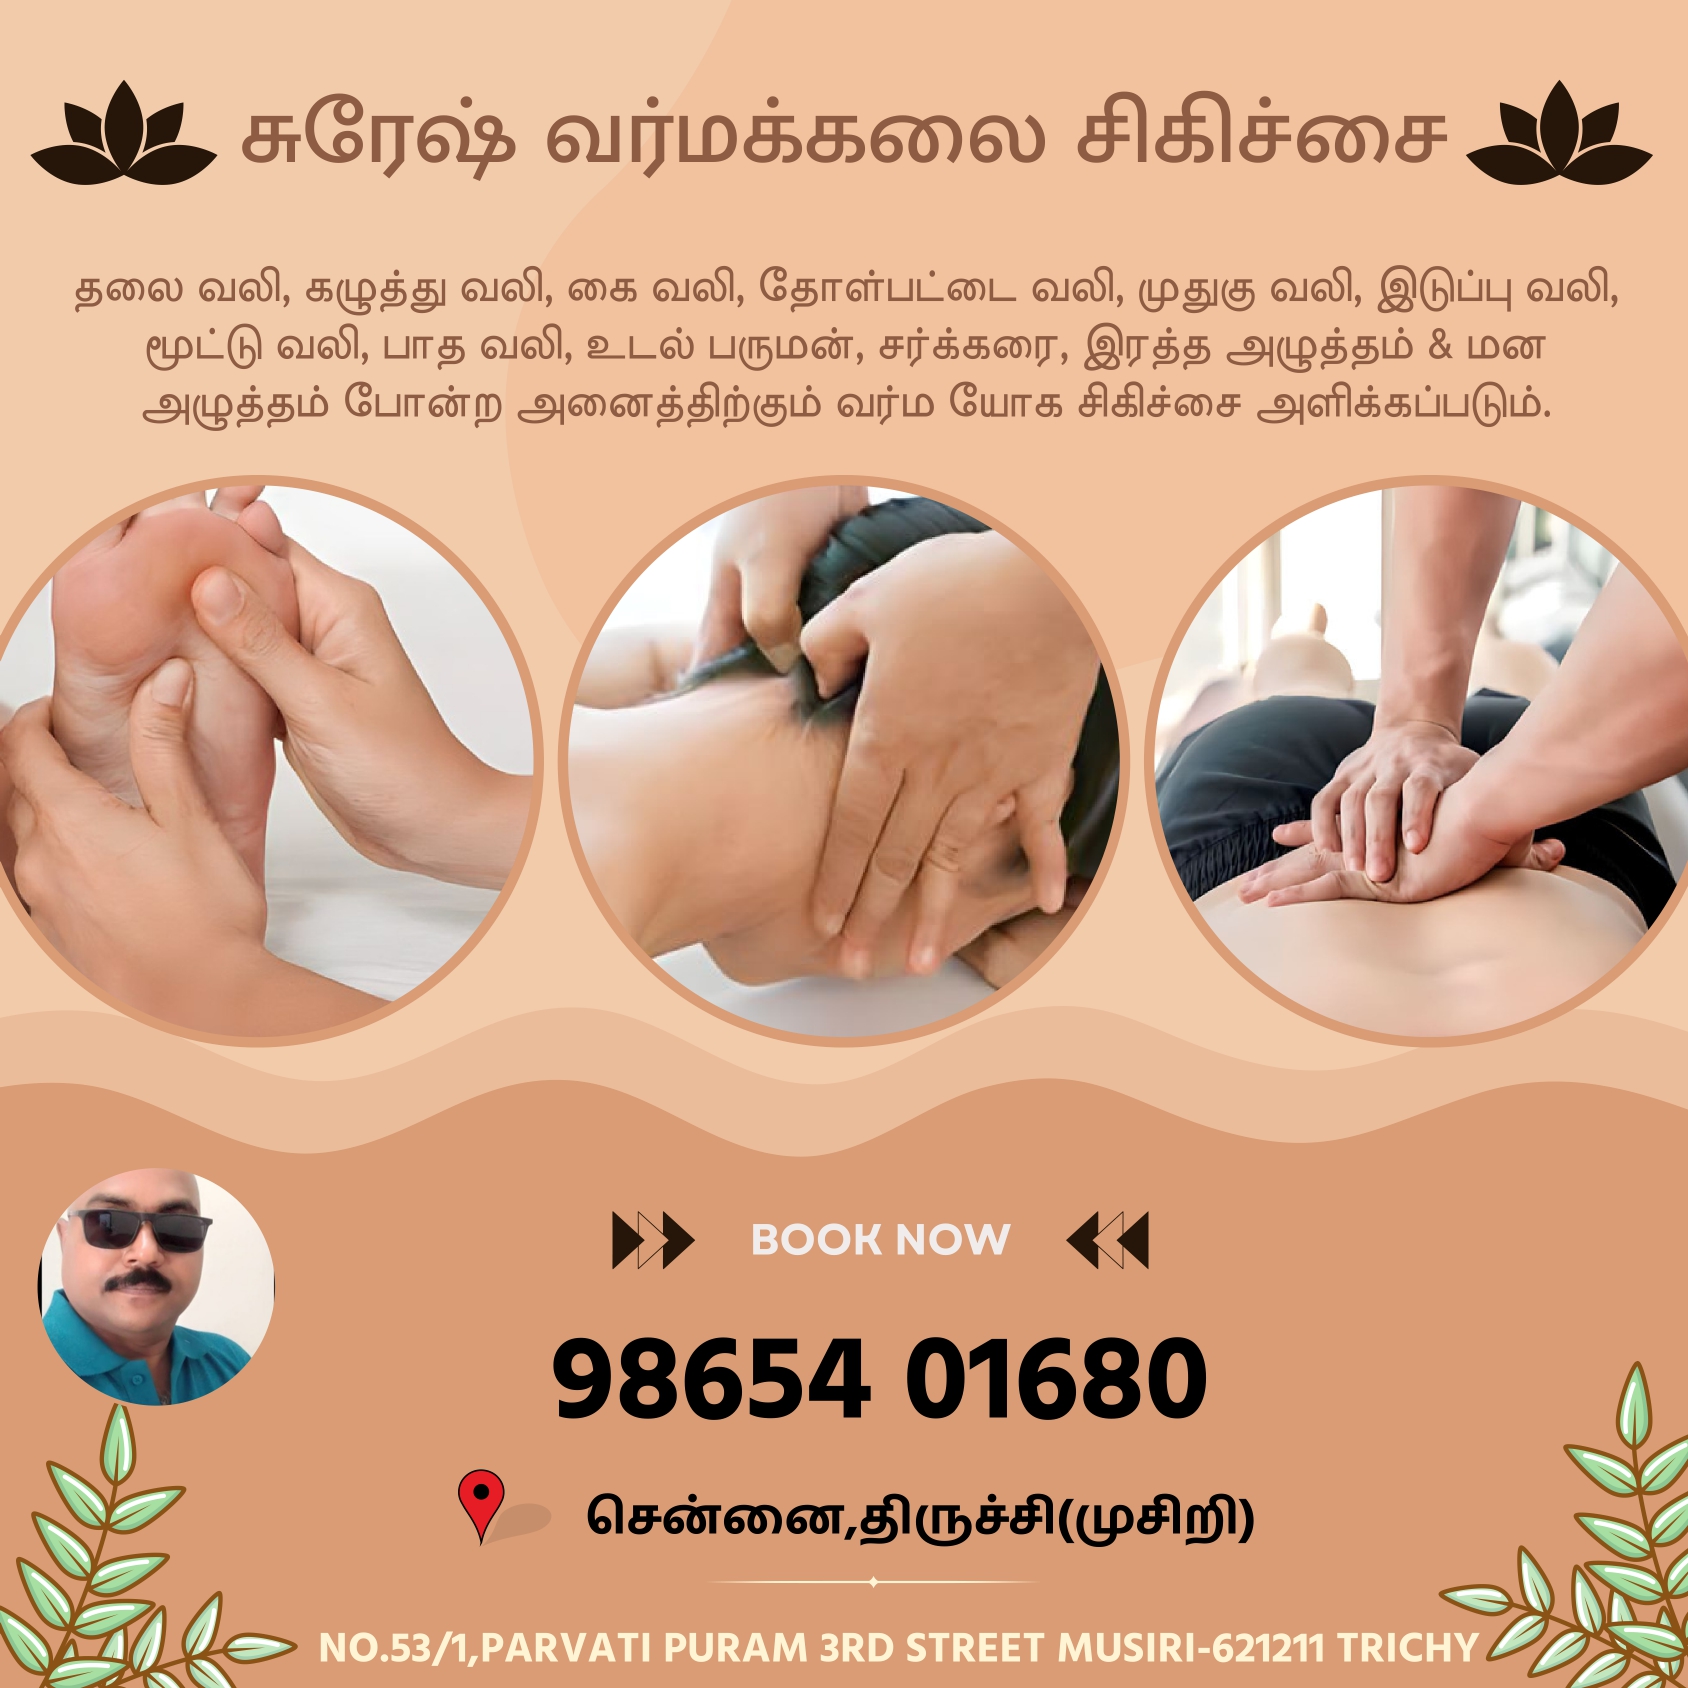 சுரேஷ் வர்மக்கலை சிகிச்சை
தலை வலி, கழுத்து வலி, கை வலி, தோள்பட்டை வலி, முதுகு வலி, இடுப்பு வலி,
மூட்டு வலி, பாத வலி, உடல் பருமன், சர்க்கரை, இரத்த அழுத்தம் & மன
அழுத்தம் போன்ற அனைத்திற்கும் வர்ம யோக சிகிச்சை அளிக்கப்படும்.
BOOK NOW
98654 01680
சென்னை,திருச்சி(முசிறி)
NO.53/1,PARVATI PURAM 3RD STREET MUSIRI-621211 TRICHY